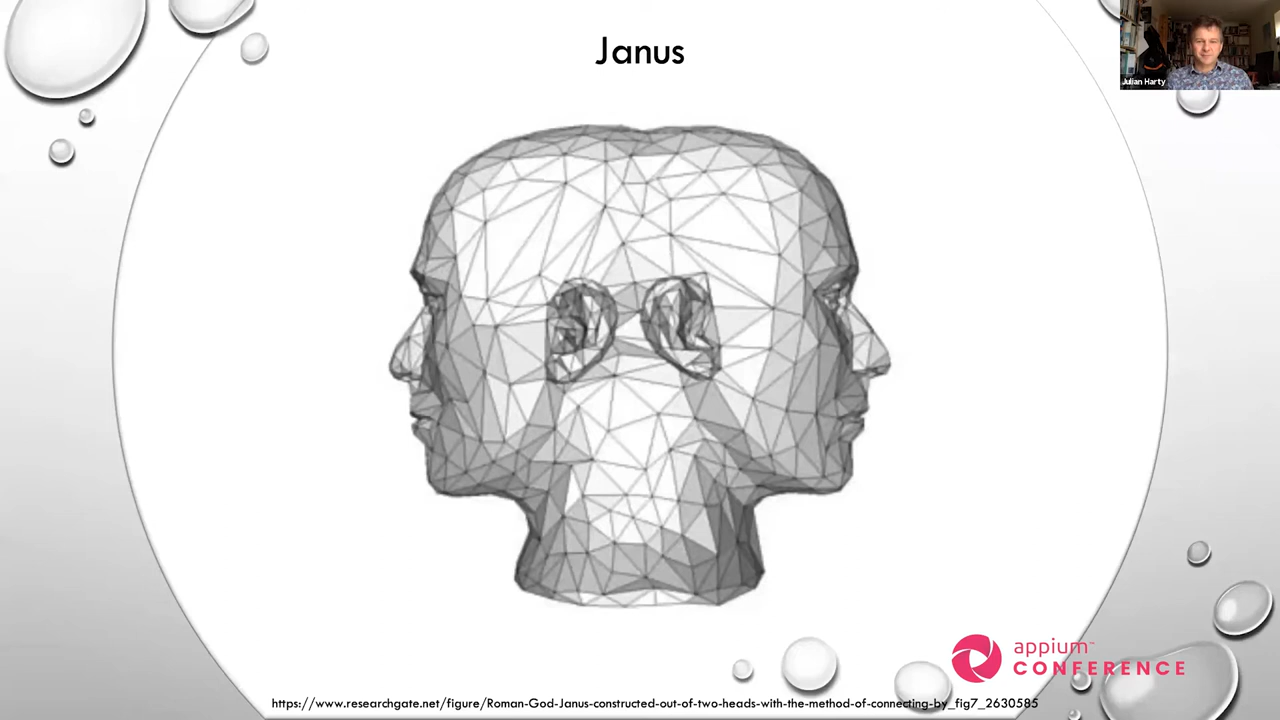 Janus
Julian Harty
appium™
CONFERENCE
https://www.researchgate.net/figure/Roman-God-Janus-constructed-out-of-two-heads-with-the-method-of-connecting-by_fig7_2630585